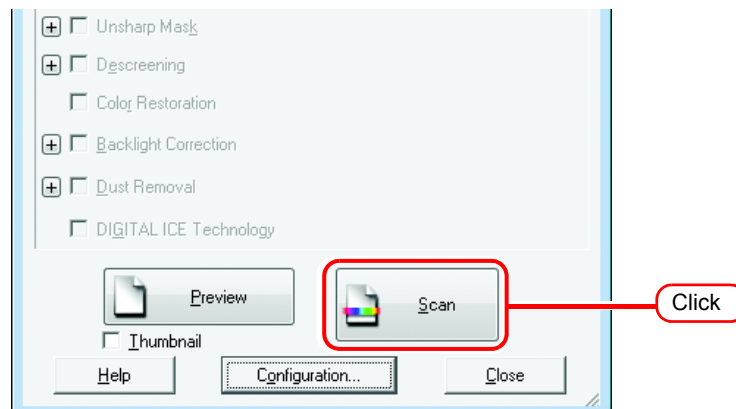 Unsharp Mask
Descreening
Color Restoration
Backlight Correction
Dust Removal
DIGITAL ICE Technology
Preview
Scan
Click
Thumbnail
Help
Configuration...
Close